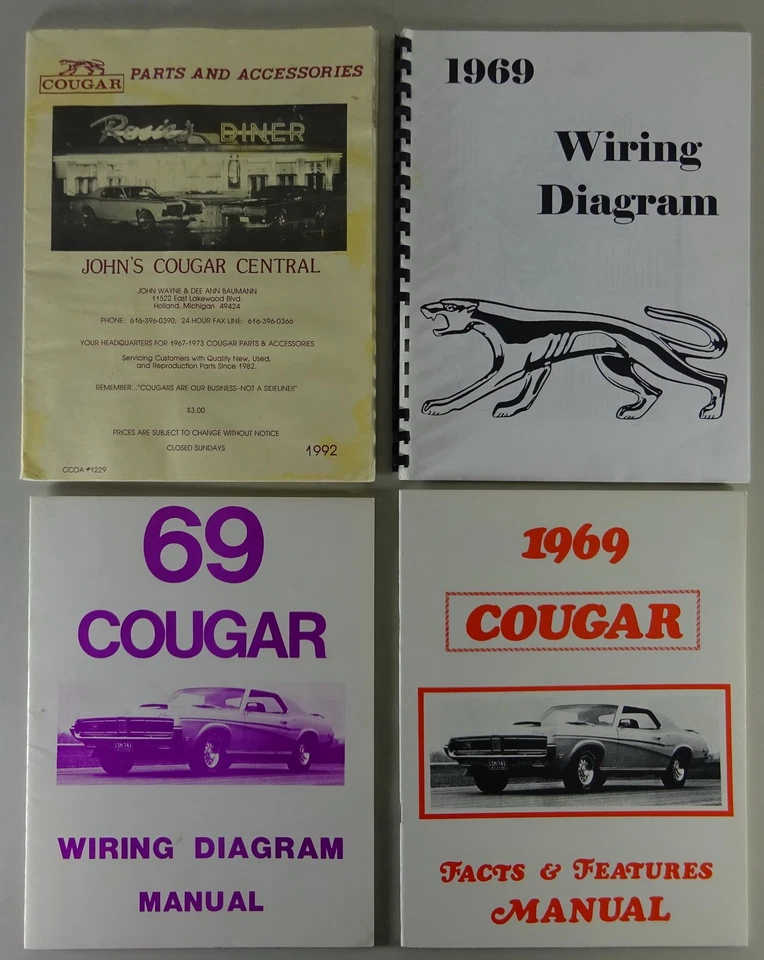 COUGAR PARTS AND ACCESSORIES
Rosie's DINER
JOHN'S COUGAR CENTRAL
JOHN WAYNE & DEE ANN BAUMANN
11522 East Lakewood Blvd.
Holland, Michigan 49424
PHONE: 616-396-0390; 24 HOUR FAX LINE: 616-396-0366
YOUR HEADQUARTERS FOR 1967-1973 COUGAR PARTS & ACCESSORIES
Servicing Customers with Quality New, Used,
and Reproduction Parts Since 1982.
REMEMBER..."COUGARS ARE OUR BUSINESS--NOT A SIDELINE!!"
$3.00
PRICES ARE SUBJECT TO CHANGE WITHOUT NOTICE
CLOSED SUNDAYS
1992
CCOA #1229
1969
Wiring
Diagram
69
COUGAR
WIRING DIAGRAM
MANUAL
1969
COUGAR
FACTS & FEATURES
MANUAL